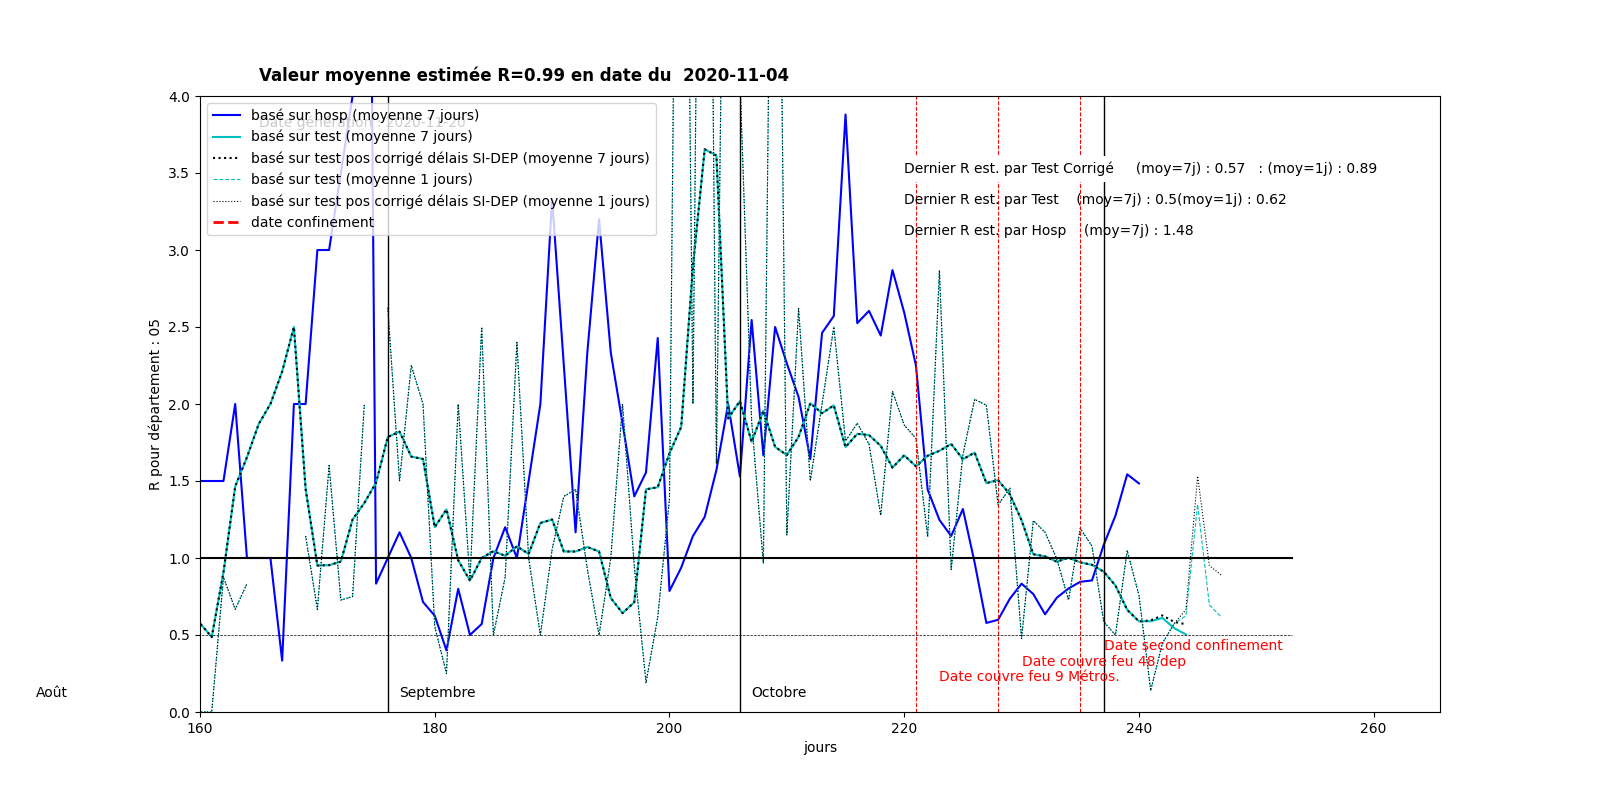 Valeur moyenne estimée R=0.99 en date du  2020-11-04
4.0
3.5
3.0
2.5
2.0
1.5
1.0
0.5
0.0
R pour département : 05
basé sur hosp (moyenne 7 jours)
Date génération : 2020-11-20
basé sur test (moyenne 7 jours)
basé sur test pos corrigé délais SI-DEP (moyenne 7 jours)
basé sur test (moyenne 1 jours)
basé sur test pos corrigé délais SI-DEP (moyenne 1 jours)
date confinement
Dernier R est. par Test Corrigé     (moy=7j) : 0.57   : (moy=1j) : 0.89
Dernier R est. par Test    (moy=7j) : 0.5(moy=1j) : 0.62
Dernier R est. par Hosp    (moy=7j) : 1.48
Date second confinement
Date couvre feu 48 dep
Date couvre feu 9 Métros.
Août
Septembre
Octobre
160 180 200 220 240 260
jours